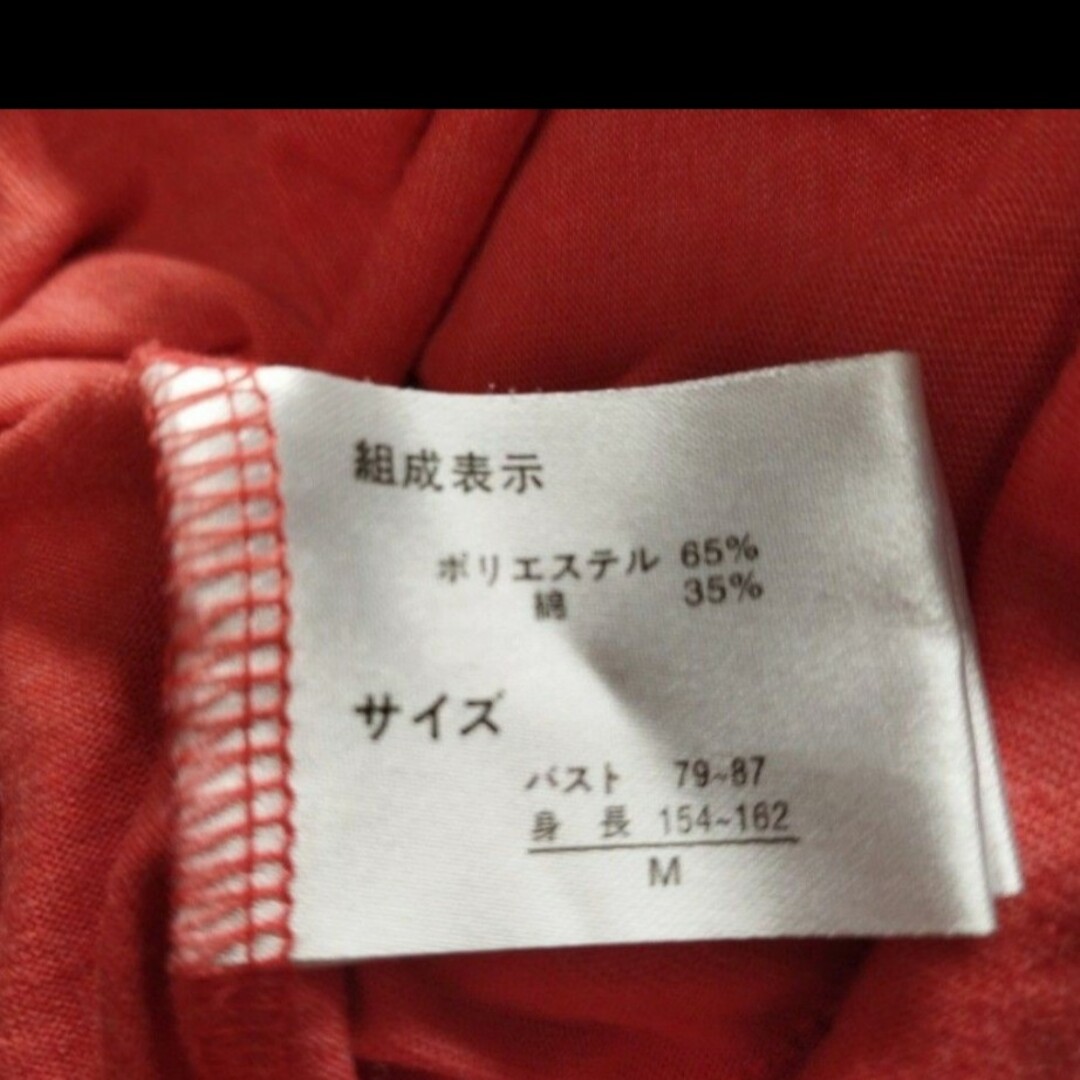 組成表示
ポリエステル 65%
綿 35%
サイズ
バスト 79~87
身 長 154~162
M